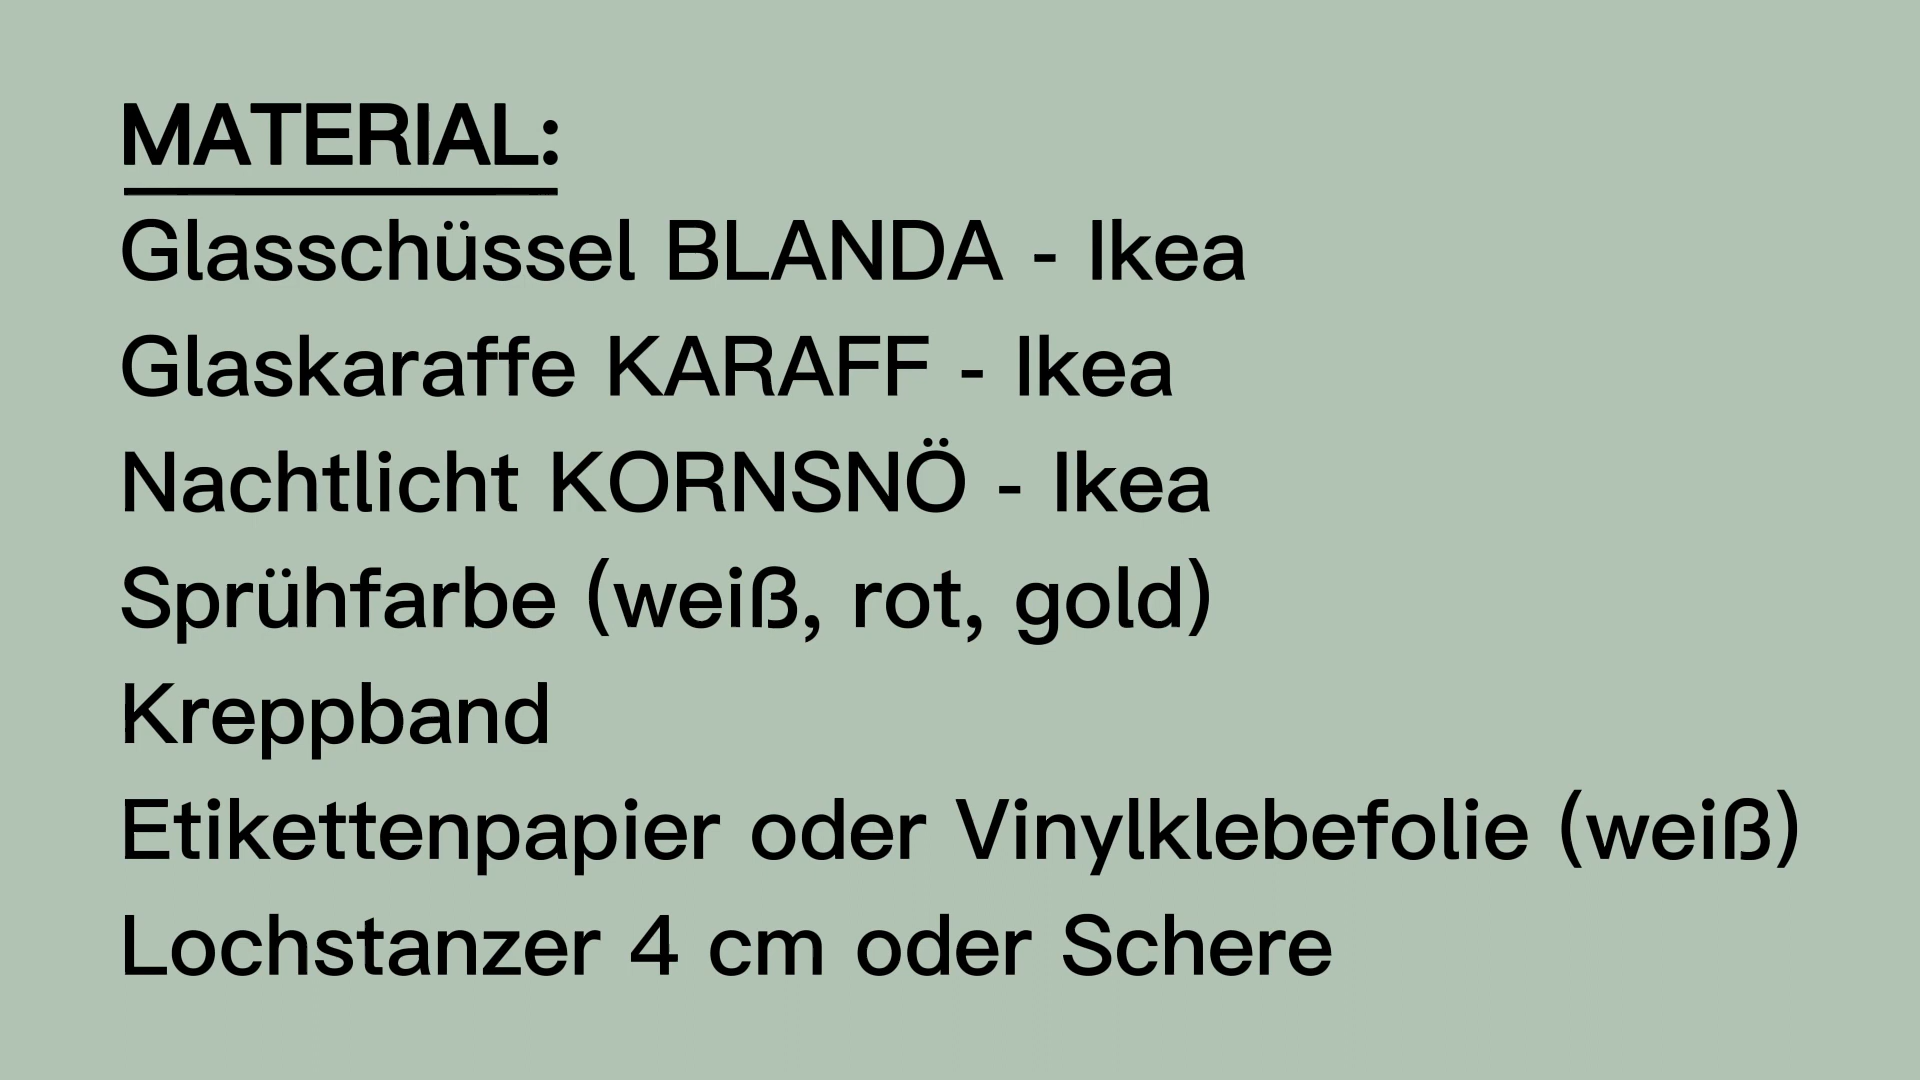 MATERIAL:
Glasschüssel BLANDA - Ikea
Glaskaraffe KARAFF - Ikea
Nachtlicht KORNSNÖ - Ikea
Sprühfarbe (weiß, rot, gold)
Kreppband
Etikettenpapier oder Vinylklebefolie (weiß)
Lochstanzer 4 cm oder Schere